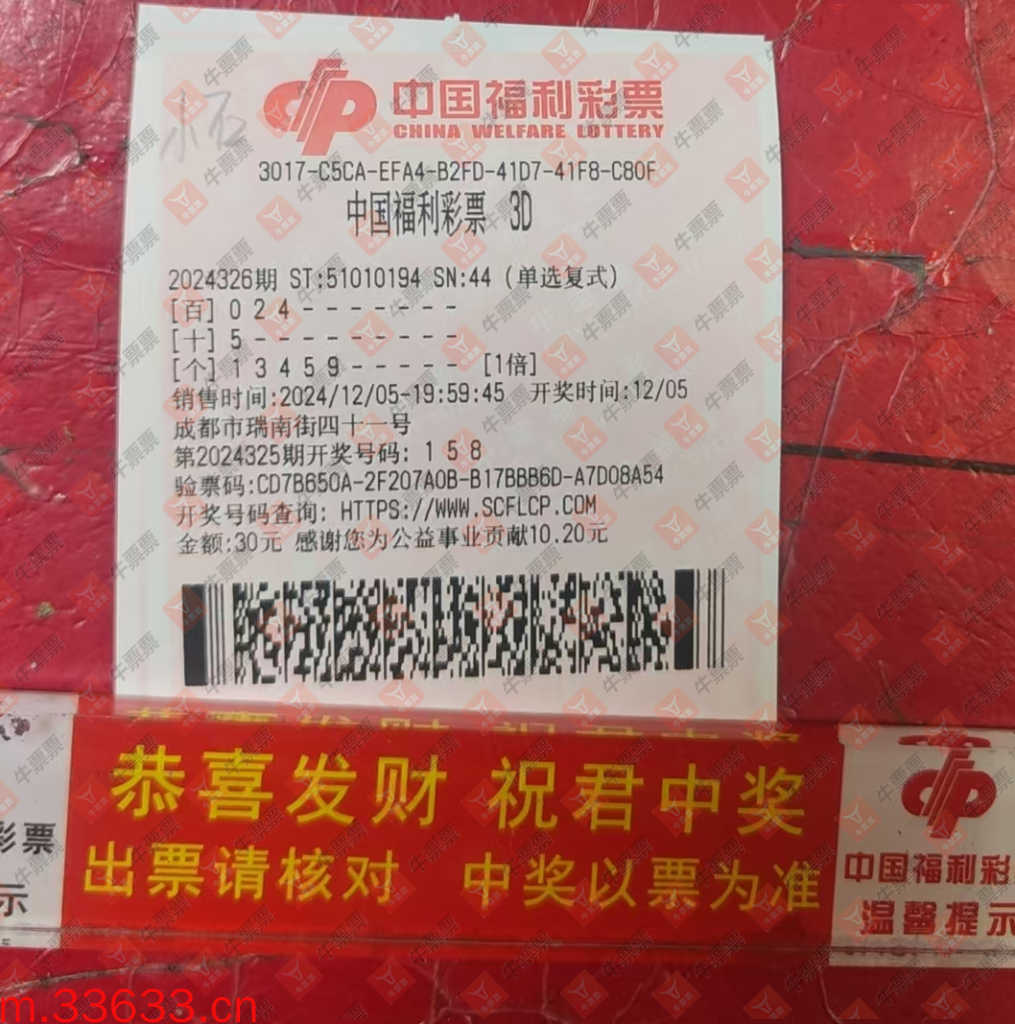 中国福利彩票
CHINA WELFARE LOTTERY
3017-C5CA-EFA4-B2FD-41D7-41F8-C80F
中国福利彩票 3D
2024326期 ST:51010194 SN:44 (单选复式)
[百] 0 2 4 - - - - - - -
[十] 5 - - - - - - - - -
[个] 1 3 4 5 9 - - - - - [1倍]
销售时间:2024/12/05-19:59:45 开奖时间:12/05
成都市瑞南街四十一号
第2024325期开奖号码: 1 5 8
验票码:CD7B650A-2F207A0B-B17BBB6D-A7D08A54
开奖号码查询: HTTPS://WWW.SCFLCP.COM
金额:30元 感谢您为公益事业贡献10.20元
恭喜发财 祝君中奖
出票请核对 中奖以票为准
彩票
示
中国福利彩
温馨提示
m.33633.cn
牛票票